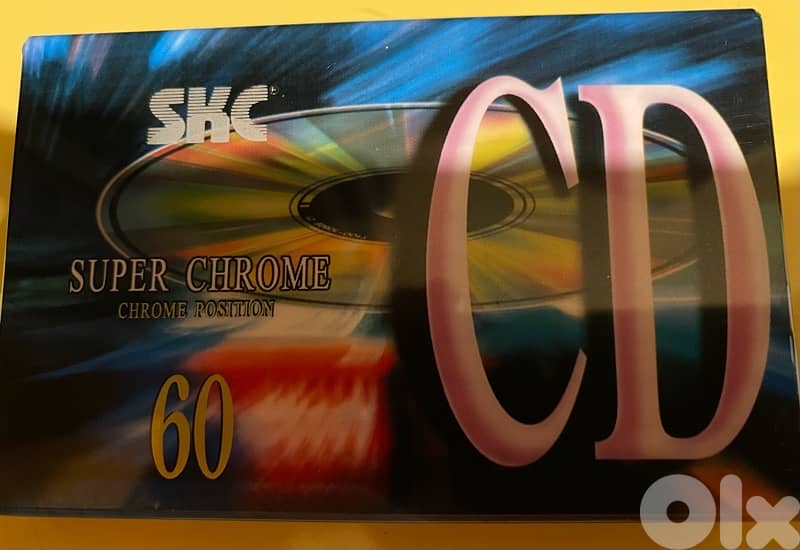 SKC
CD
SUPER CHROME
CHROME POSITION
60
Olx